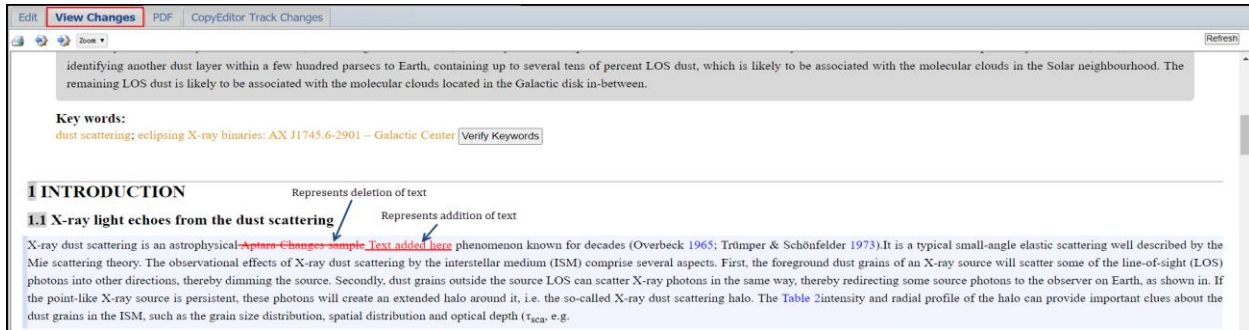 Edit View Changes PDF CopyEditor Track Changes
Zoom Refresh
identifying another dust layer within a few hundred parsecs to Earth, containing up to several tens of percent LOS dust, which is likely to be associated with the molecular clouds in the Solar neighbourhood. The
remaining LOS dust is likely to be associated with the molecular clouds located in the Galactic disk in-between.
Key words:
dust scattering; eclipsing X-ray binaries: AX J1745.6-2901 – Galactic Center Verify Keywords
1 INTRODUCTION
Represents deletion of text
1.1 X-ray light echoes from the dust scattering
Represents addition of text
X-ray dust scattering is an astrophysical Aptara Changes sample Text added here phenomenon known for decades (Overbeck 1965; Trümper & Schönfelder 1973).It is a typical small-angle elastic scattering well described by the
Mie scattering theory. The observational effects of X-ray dust scattering by the interstellar medium (ISM) comprise several aspects. First, the foreground dust grains of an X-ray source will scatter some of the line-of-sight (LOS)
photons into other directions, thereby dimming the source. Secondly, dust grains outside the source LOS can scatter X-ray photons in the same way, thereby redirecting some source photons to the observer on Earth, as shown in. If
the point-like X-ray source is persistent, these photons will create an extended halo around it, i.e. the so-called X-ray dust scattering halo. The Table 2intensity and radial profile of the halo can provide important clues about the
dust grains in the ISM, such as the grain size distribution, spatial distribution and optical depth (τsca, e.g.